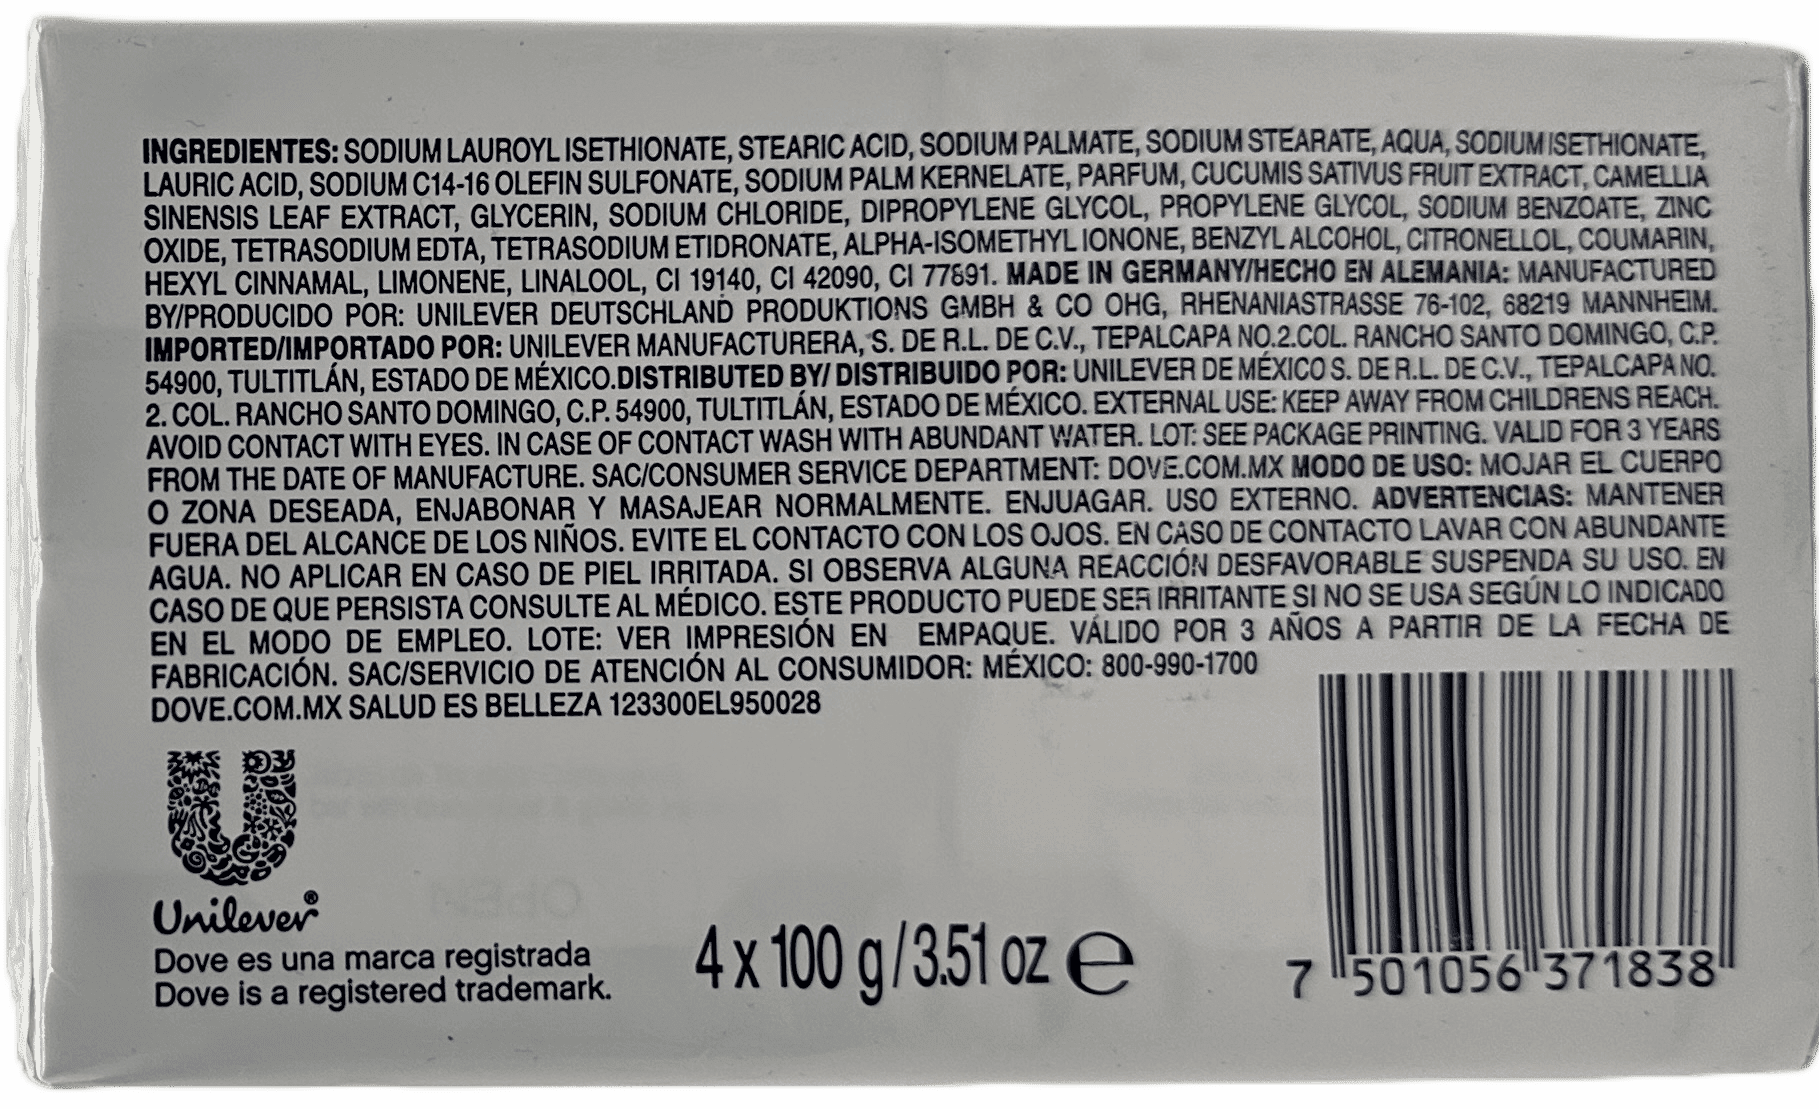 INGREDIENTES: SODIUM LAUROYL ISETHIONATE, STEARIC ACID, SODIUM PALMATE, SODIUM STEARATE, AQUA, SODIUM ISETHIONATE,
LAURIC ACID, SODIUM C14-16 OLEFIN SULFONATE, SODIUM PALM KERNELATE, PARFUM, CUCUMIS SATIVUS FRUIT EXTRACT, CAMELLIA
SINENSIS LEAF EXTRACT, GLYCERIN, SODIUM CHLORIDE, DIPROPYLENE GLYCOL, PROPYLENE GLYCOL, SODIUM BENZOATE, ZINC
OXIDE, TETRASODIUM EDTA, TETRASODIUM ETIDRONATE, ALPHA-ISOMETHYL IONONE, BENZYL ALCOHOL, CITRONELLOL, COUMARIN,
HEXYL CINNAMAL, LIMONENE, LINALOOL, CI 19140, CI 42090, CI 77891. MADE IN GERMANY/HECHO EN ALEMANIA: MANUFACTURED
BY/PRODUCIDO POR: UNILEVER DEUTSCHLAND PRODUKTIONS GMBH & CO OHG, RHENANIASTRASSE 76-102, 68219 MANNHEIM.
IMPORTED/IMPORTADO POR: UNILEVER MANUFACTURERA, S. DE R.L. DE C.V., TEPALCAPA NO.2.COL. RANCHO SANTO DOMINGO, C.P.
54900, TULTITLÁN, ESTADO DE MÉXICO.DISTRIBUTED BY/ DISTRIBUIDO POR: UNILEVER DE MÉXICO S. DE R.L. DE C.V., TEPALCAPA NO.
2. COL. RANCHO SANTO DOMINGO, C.P. 54900, TULTITLÁN, ESTADO DE MÉXICO. EXTERNAL USE: KEEP AWAY FROM CHILDRENS REACH.
AVOID CONTACT WITH EYES. IN CASE OF CONTACT WASH WITH ABUNDANT WATER. LOT: SEE PACKAGE PRINTING. VALID FOR 3 YEARS
FROM THE DATE OF MANUFACTURE. SAC/CONSUMER SERVICE DEPARTMENT: DOVE.COM.MX MODO DE USO: MOJAR EL CUERPO
O ZONA DESEADA, ENJABONAR Y MASAJEAR NORMALMENTE. ENJUAGAR. USO EXTERNO. ADVERTENCIAS: MANTENER
FUERA DEL ALCANCE DE LOS NIÑOS. EVITE EL CONTACTO CON LOS OJOS. EN CASO DE CONTACTO LAVAR CON ABUNDANTE
AGUA. NO APLICAR EN CASO DE PIEL IRRITADA. SI OBSERVA ALGUNA REACCIÓN DESFAVORABLE SUSPENDA SU USO. EN
CASO DE QUE PERSISTA CONSULTE AL MÉDICO. ESTE PRODUCTO PUEDE SER IRRITANTE SI NO SE USA SEGÚN LO INDICADO
EN EL MODO DE EMPLEO. LOTE: VER IMPRESIÓN EN EMPAQUE. VÁLIDO POR 3 AÑOS A PARTIR DE LA FECHA DE
FABRICACIÓN. SAC/SERVICIO DE ATENCIÓN AL CONSUMIDOR: MÉXICO: 800-990-1700
DOVE.COM.MX SALUD ES BELLEZA 123300EL950028
Unilever®
Dove es una marca registrada
Dove is a registered trademark.
4 x 100 g/3.51 oz ℮
7 501056 371838